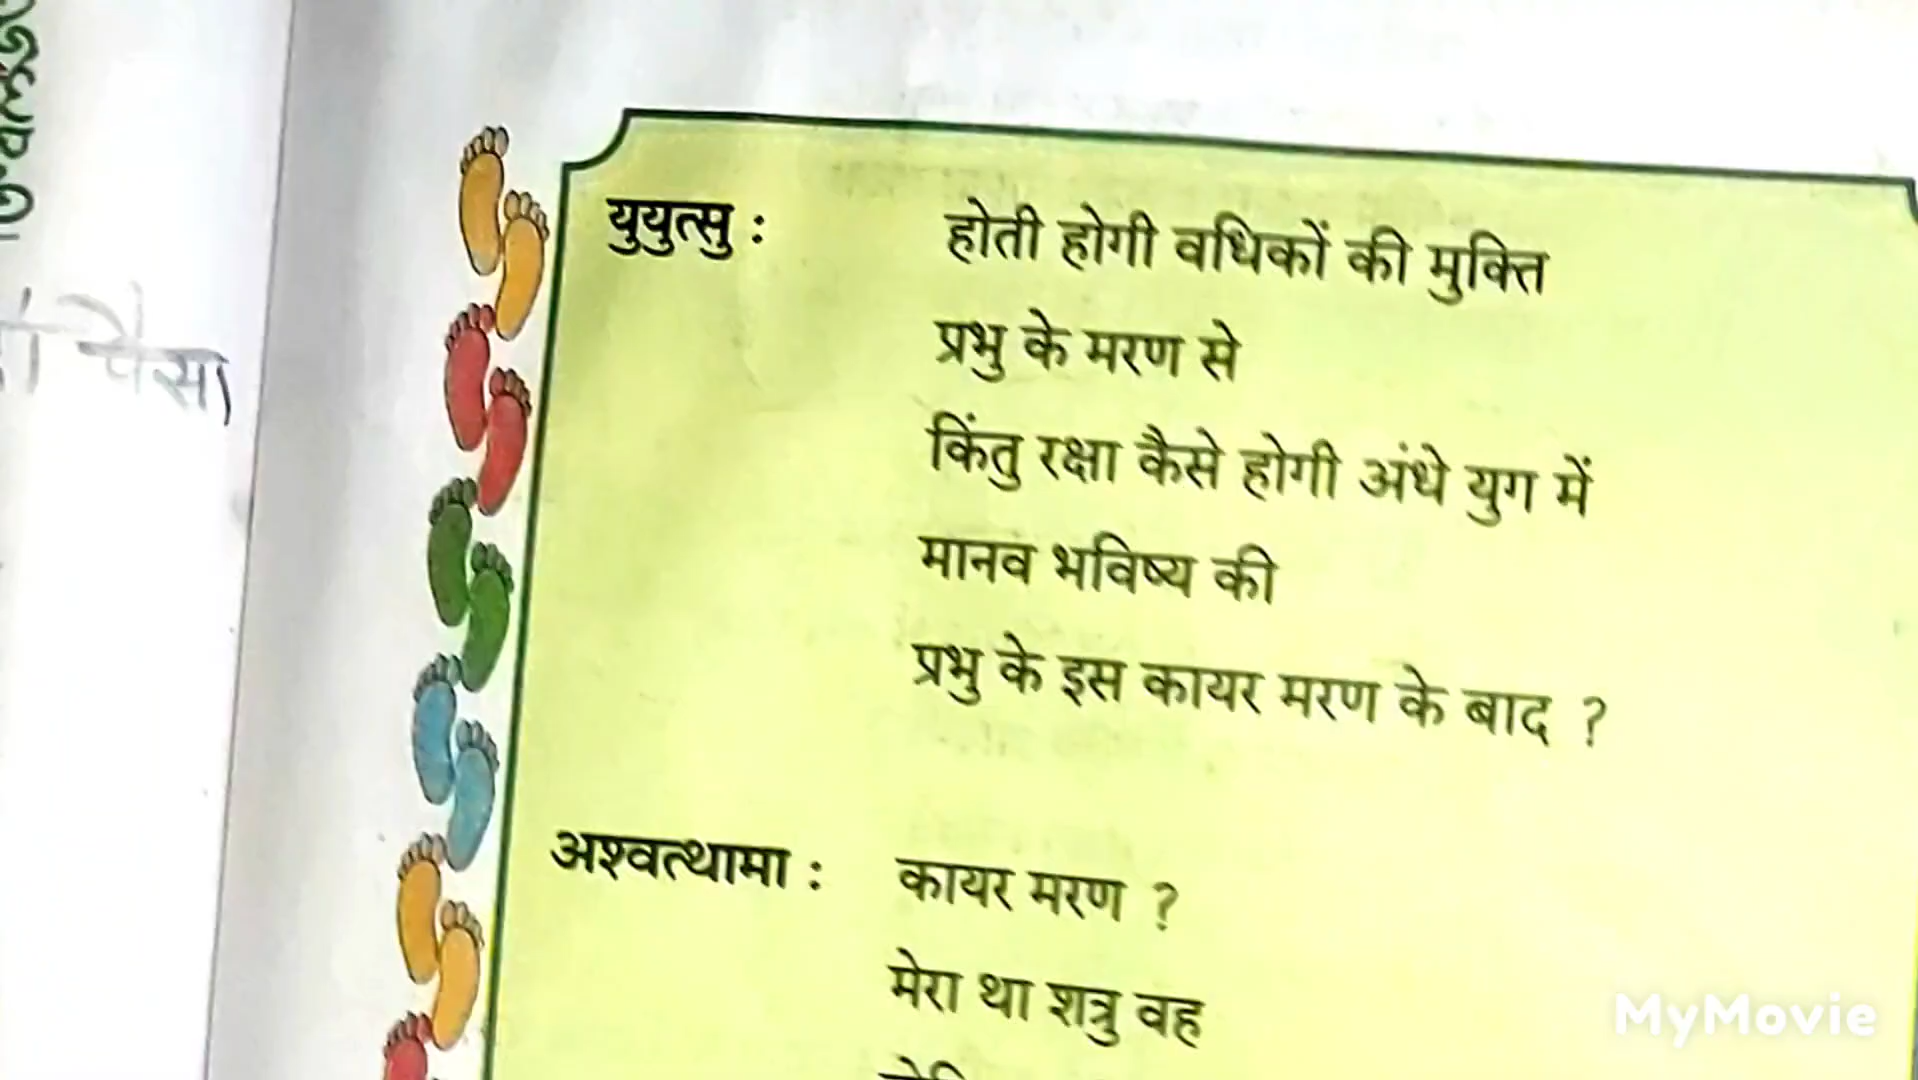 युयुत्सु : होती होगी वधिकों की मुक्ति
प्रभु के मरण से
किंतु रक्षा कैसे होगी अंधे युग में
मानव भविष्य की
प्रभु के इस कायर मरण के बाद ?
अश्वत्थामा : कायर मरण ?
मेरा था शत्रु वह
पैसा
MyMovie